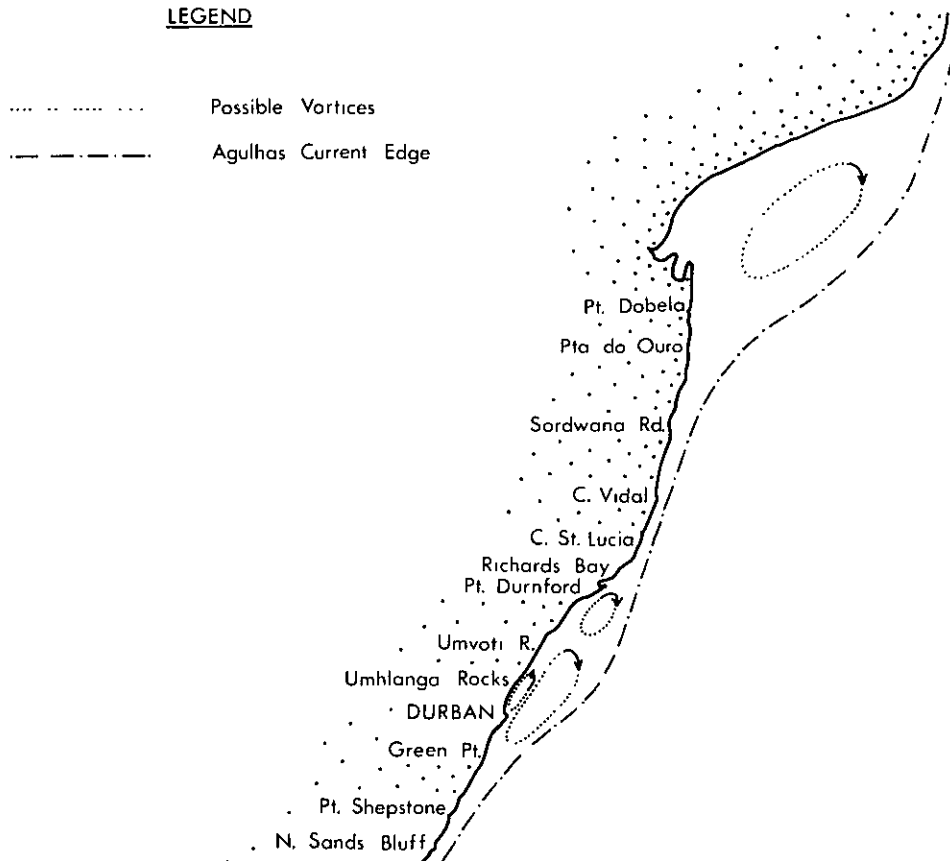 LEGEND
Possible Vortices
Agulhas Current Edge
Pt. Dobela
Pta do Ouro
Sordwana Rd.
C. Vidal
C. St. Lucia
Richards Bay
Pt. Durnford
Umvoti R.
Umhlanga Rocks
DURBAN
Green Pt.
Pt. Shepstone
N. Sands Bluff